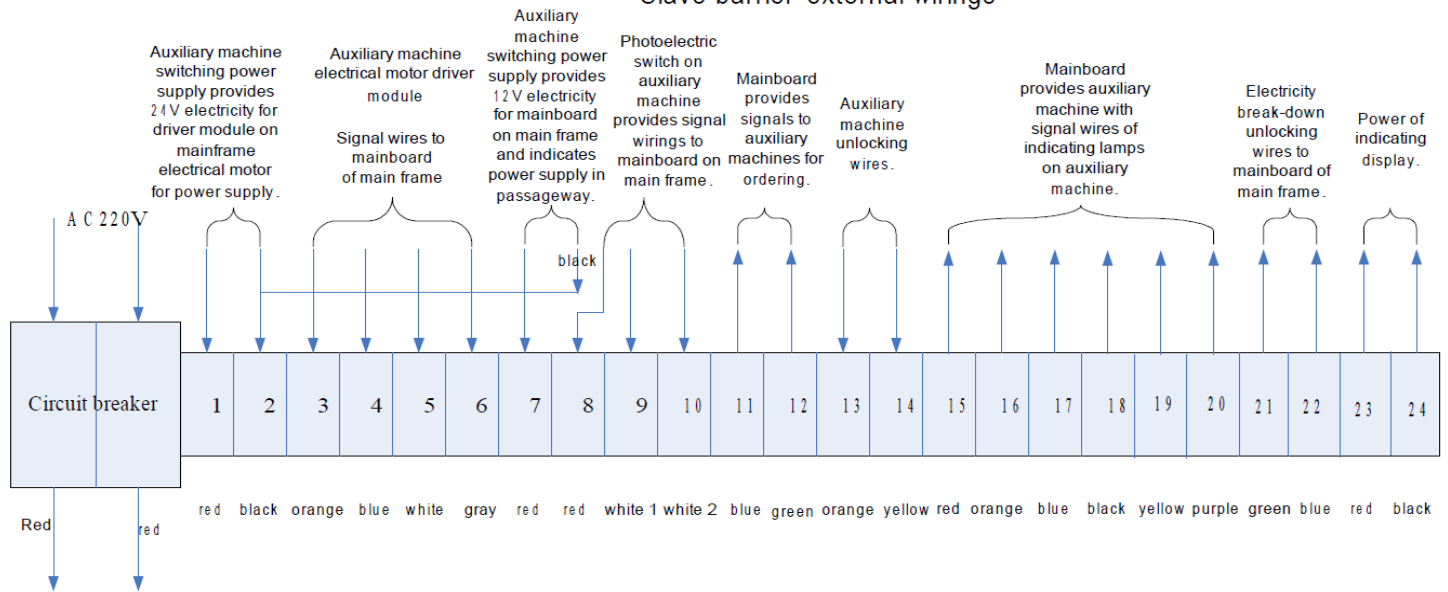 Slave barrier external wirings
Auxiliary machine
switching power
supply provides
24V electricity for
driver module on
mainframe
electrical motor
for power supply.
Auxiliary machine
electrical motor driver
module
Signal wires to
mainboard
of main frame
Auxiliary
machine
switching power
supply provides
12V electricity
for mainboard
on main frame
and indicates
power supply in
passageway.
Photoelectric
switch on
auxiliary
machine
provides signal
wirings to
mainboard on
main frame.
Mainboard
provides
signals to
auxiliary
machines for
ordering.
Auxiliary
machine
unlocking
wires.
Mainboard
provides auxiliary
machine with
signal wires of
indicating lamps
on auxiliary
machine.
Electricity
break-down
unlocking
wires to
mainboard of
main frame.
Power of
indicating
display.
AC220V
black
Circuit breaker
1 2 3 4 5 6 7 8 9 10 11 12 13 14 15 16 17 18 19 20 21 22 23 24
Red red
red black orange blue white gray red red white 1 white 2 blue green orange yellow red orange blue black yellow purple green blue red black